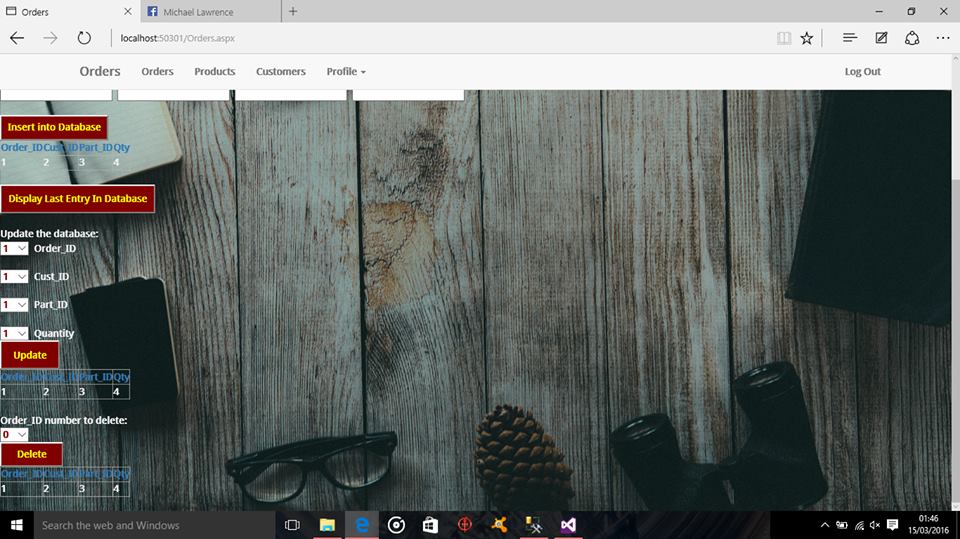 Orders
Michael Lawrence
localhost:50301/Orders.aspx
Orders Orders Products Customers Profile Log Out
Insert into Database
Order_ID Cust_ID Part_ID Qty
1 2 3 4
Display Last Entry In Database
Update the database:
1 Order_ID
1 Cust_ID
1 Part_ID
1 Quantity
Update
Order_ID Cust_ID Part_ID Qty
1 2 3 4
Order_ID number to delete:
0
Delete
Order_ID Cust_ID Part_ID Qty
1 2 3 4
Search the web and Windows
01:46
15/03/2016